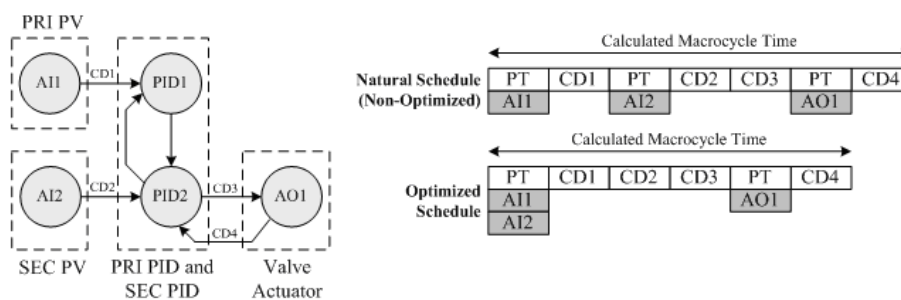 PRI PV
AI1
CD1
PID1
AI2
CD2
PID2
CD3
AO1
CD4
SEC PV
PRI PID and
SEC PID
Valve
Actuator
Calculated Macrocycle Time
Natural Schedule
(Non-Optimized)
PT CD1 PT CD2 CD3 PT CD4
AI1 AI2 AO1
Calculated Macrocycle Time
Optimized
Schedule
PT CD1 CD2 CD3 PT CD4
AI1 AO1
AI2